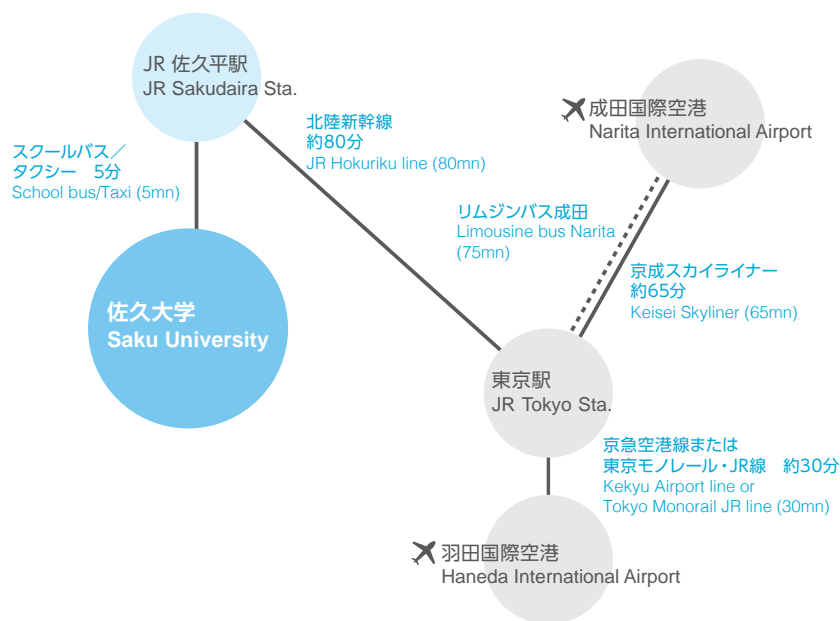 JR 佐久平駅
JR Sakudaira Sta.
成田国際空港
Narita International Airport
北陸新幹線
約80分
JR Hokuriku line (80mn)
スクールバス／
タクシー　5分
School bus/Taxi (5mn)
リムジンバス成田
Limousine bus Narita
(75mn)
京成スカイライナー
約65分
Keisei Skyliner (65mn)
佐久大学
Saku University
東京駅
JR Tokyo Sta.
京急空港線または
東京モノレール・JR線　約30分
Kekyu Airport line or
Tokyo Monorail JR line (30mn)
羽田国際空港
Haneda International Airport